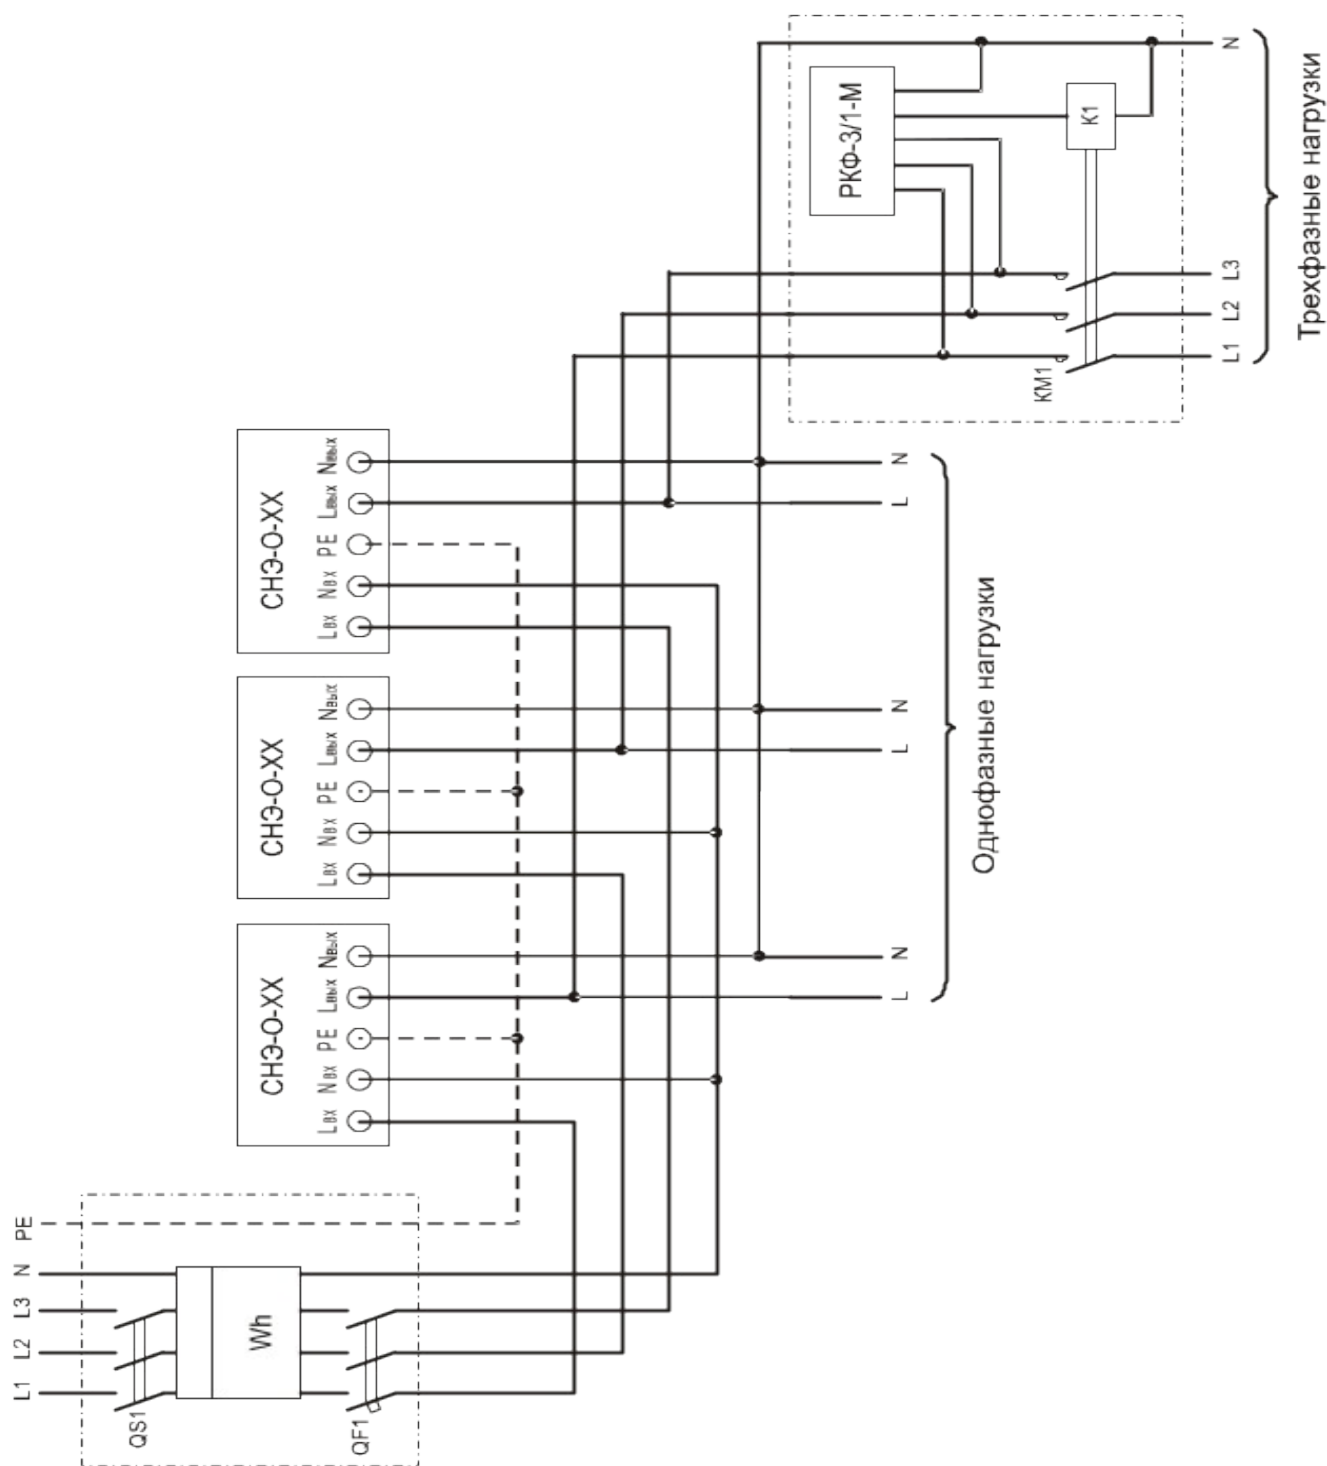 L1
L2
L3
N
PE
QS1
Wh
QF1
СНЭ-О-ХХ
Lвх
Nвх
PE
Lвых
Nвых
СНЭ-О-ХХ
Lвх
Nвх
PE
Lвых
Nвых
СНЭ-О-ХХ
Lвх
Nвх
PE
Lвых
Nвых
L
N
L
N
L
N
Однофазные нагрузки
РКФ-3/1-М
К1
КМ1
L1
L2
L3
N
Трехфазные нагрузки